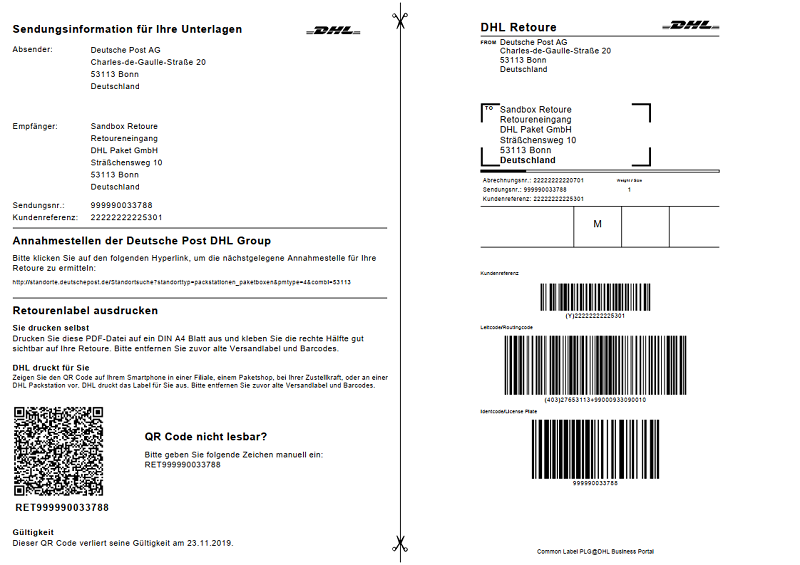 Sendungsinformation für Ihre Unterlagen
DHL
Absender: Deutsche Post AG
Charles-de-Gaulle-Straße 20
53113 Bonn
Deutschland
Empfänger: Sandbox Retoure
Retoureneingang
DHL Paket GmbH
Sträßchensweg 10
53113 Bonn
Deutschland
Sendungsnr.: 999990033788
Kundenreferenz: 22222222225301
Annahmestellen der Deutsche Post DHL Group
Bitte klicken Sie auf den folgenden Hyperlink, um die nächstgelegene Annahmestelle für Ihre
Retoure zu ermitteln:
http://standorte.deutschepost.de/Standortsuche?standorttyp=packstationen_paketboxen&pmtype=4&combi=53113
Retourenlabel ausdrucken
Sie drucken selbst
Drucken Sie diese PDF-Datei auf ein DIN A4 Blatt aus und kleben Sie die rechte Hälfte gut
sichtbar auf Ihre Retoure. Bitte entfernen Sie zuvor alte Versandlabel und Barcodes.
DHL druckt für Sie
Zeigen Sie den QR Code auf Ihrem Smartphone in einer Filiale, einem Paketshop, bei Ihrer Zustellkraft, oder an einer
DHL Packstation vor. DHL druckt das Label für Sie aus. Bitte entfernen Sie zuvor alte Versandlabel und Barcodes.
QR Code nicht lesbar?
Bitte geben Sie folgende Zeichen manuell ein:
RET999990033788
RET999990033788
Gültigkeit
Dieser QR Code verliert seine Gültigkeit am 23.11.2019.
DHL Retoure
DHL
FROM Deutsche Post AG
Charles-de-Gaulle-Straße 20
53113 Bonn
Deutschland
TO Sandbox Retoure
Retoureneingang
DHL Paket GmbH
Sträßchensweg 10
53113 Bonn
Deutschland
Abrechnungsnr.: 22222222220701 Weight / Size
Sendungsnr.: 999990033788 1
Kundenreferenz: 22222222225301
M
Kundenreferenz
(Y)22222222225301
Leitcode/Routingcode
(403)27653113+99000933090010
Identcode/License Plate
999990033788
Common Label PLG@DHL Business Portal